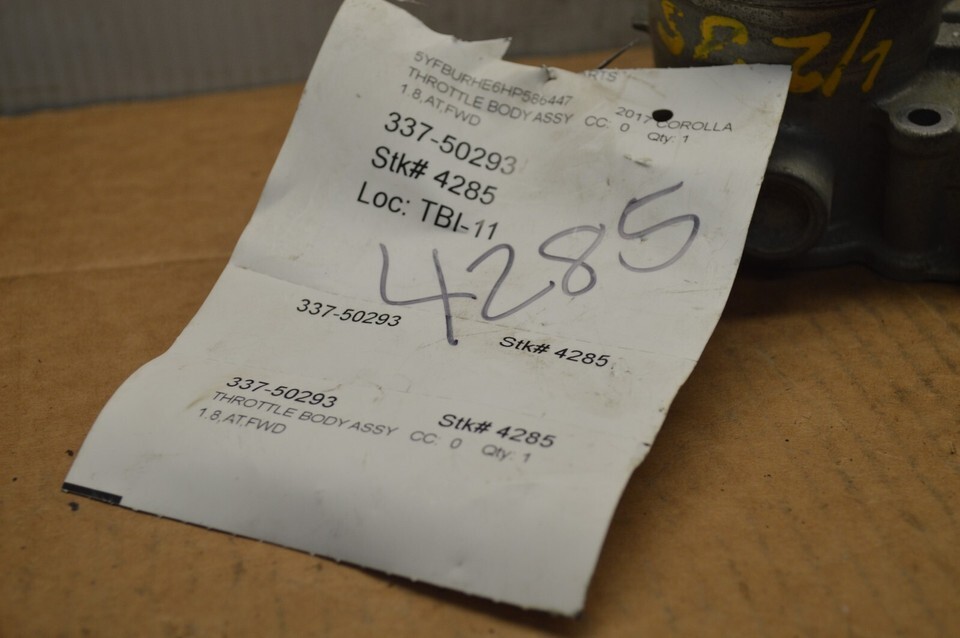 5YFBURHE6HP586447
2017 COROLLA
THROTTLE BODY ASSY CC: 0 Qty: 1
1.8,AT,FWD
337-50293
Stk# 4285
Loc: TBI-11
4285
337-50293
Stk# 4285
337-50293
Stk# 4285
THROTTLE BODY ASSY CC: 0 Qty: 1
1.8,AT,FWD